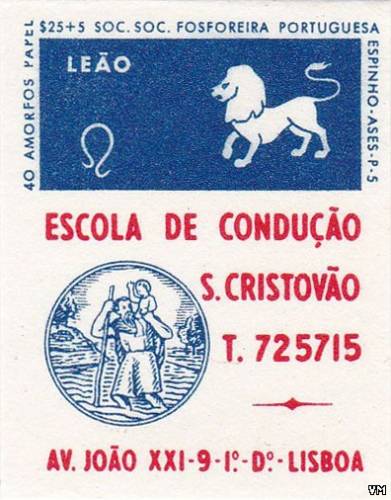 $25+5 SOC. SOC. FOSFOREIRA PORTUGUESA
40 AMORFOS PAPEL
ESPINHO-ASES-P-5
LEÃO
ESCOLA DE CONDUÇÃO
S. CRISTOVÃO
T. 725715
AV. JOÃO XXI-9-1º-Dº-LISBOA
VM